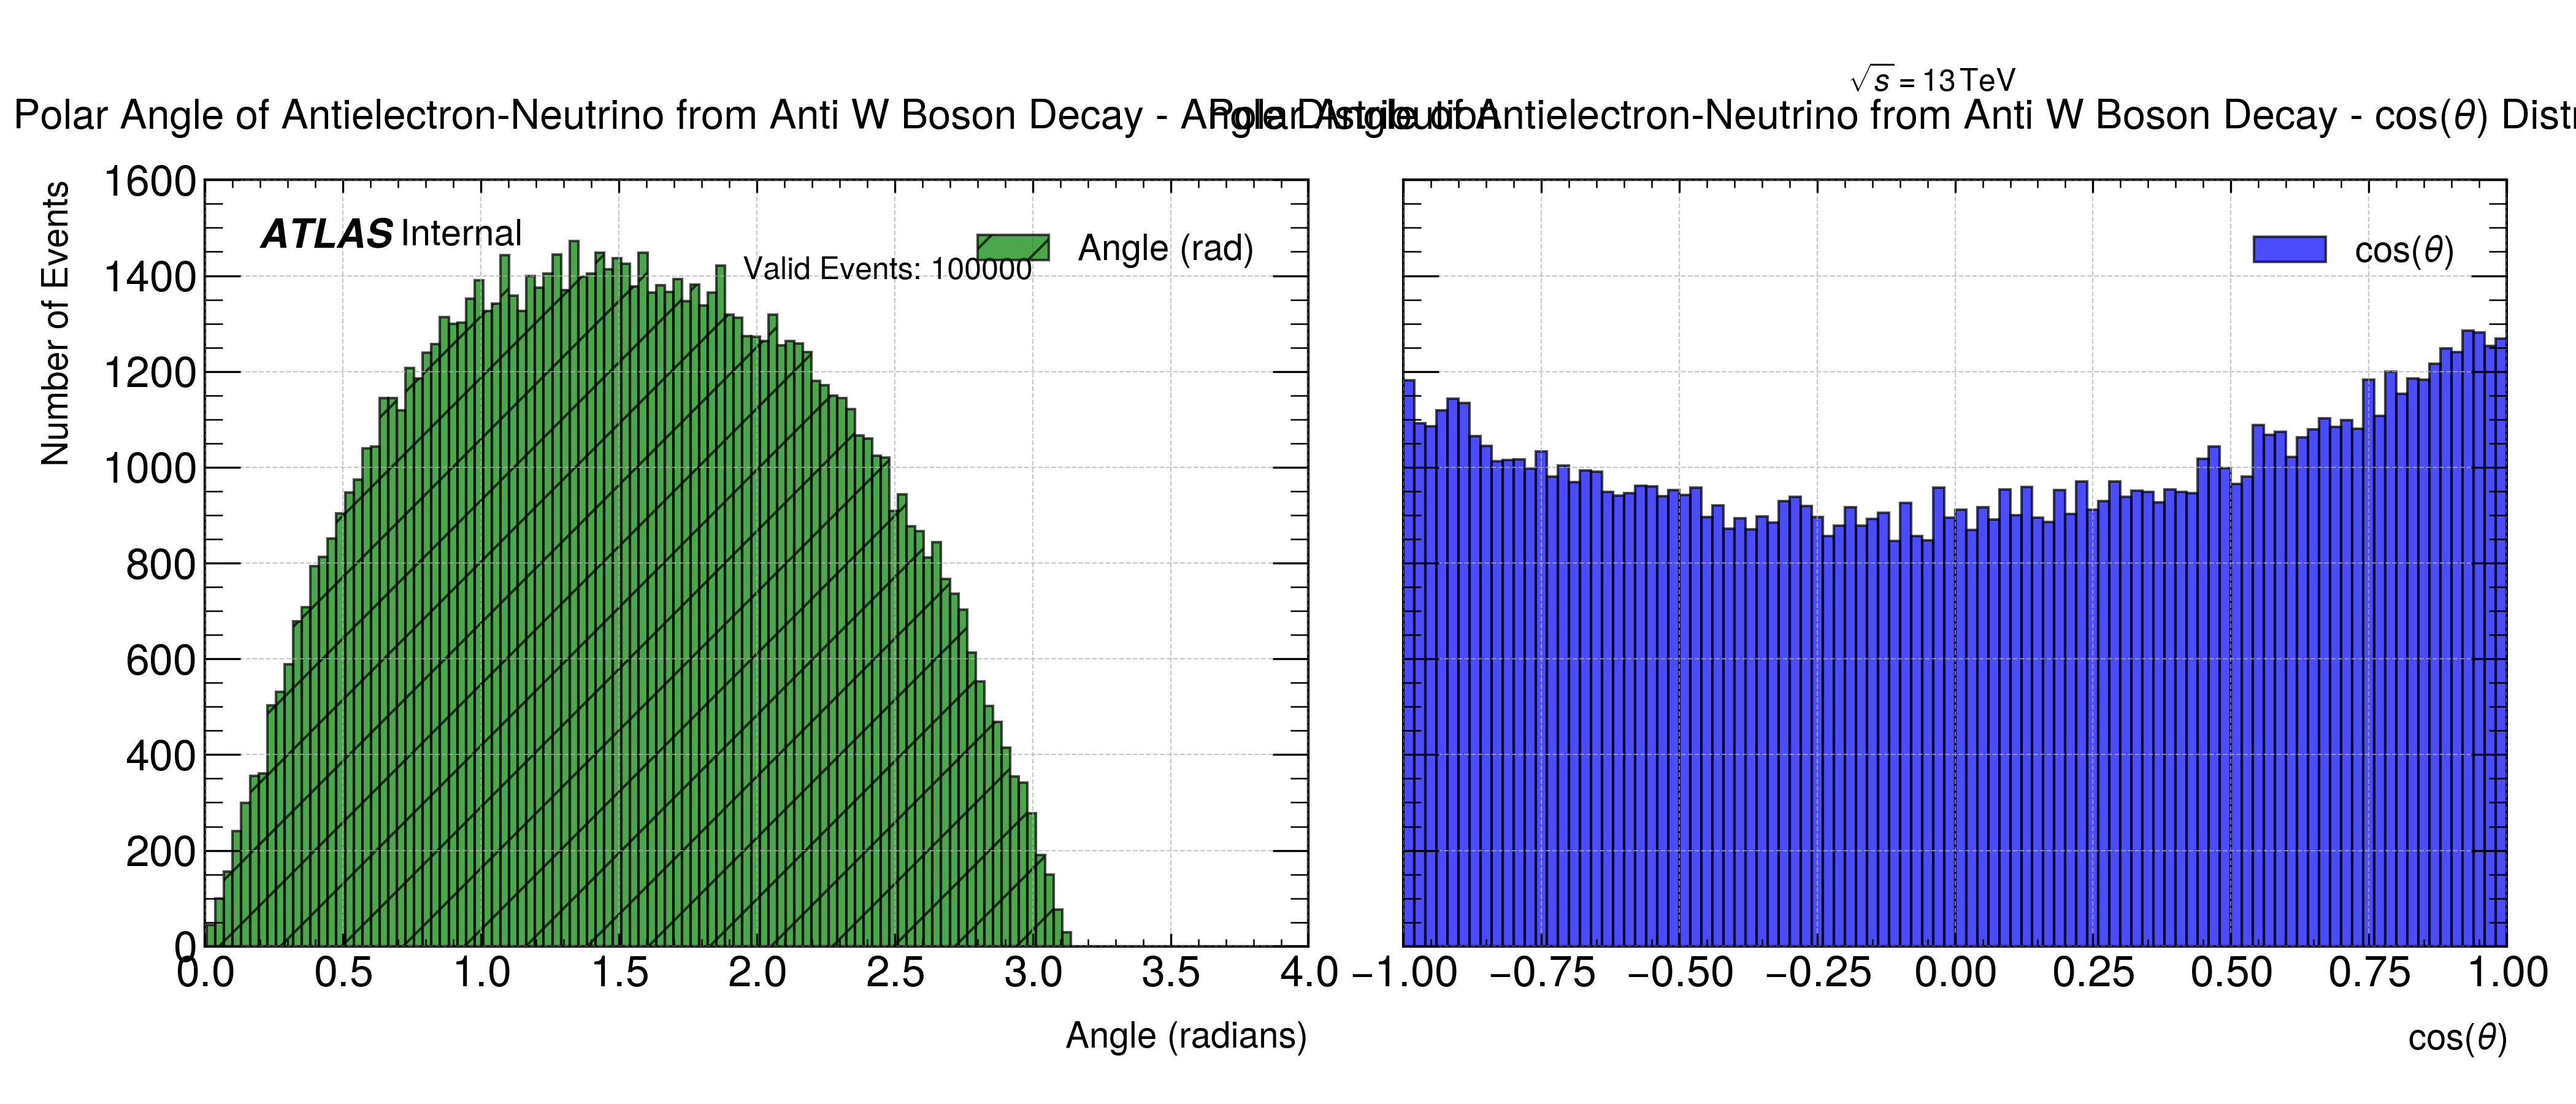 √s = 13 TeV
Polar Angle of Antielectron-Neutrino from Anti W Boson Decay - Angle Distribution
Polar Angle of Antielectron-Neutrino from Anti W Boson Decay - cos(θ) Distr
Number of Events
1600
1400
1200
1000
800
600
400
200
0
ATLAS Internal
Valid Events: 100000
Angle (rad)
0.0 0.5 1.0 1.5 2.0 2.5 3.0 3.5 4.0
Angle (radians)
cos(θ)
−1.00 −0.75 −0.50 −0.25 0.00 0.25 0.50 0.75 1.00
cos(θ)